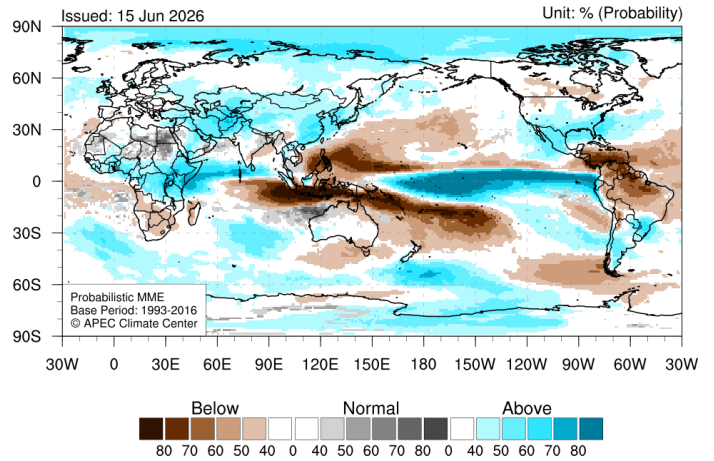 Issued: 15 Jun 2026
Unit: % (Probability)
90N
60N
30N
0
30S
60S
90S
Probabilistic MME
Base Period: 1993-2016
© APEC Climate Center
30W 0 30E 60E 90E 120E 150E 180 150W 120W 90W 60W 30W
Below Normal Above
80 70 60 50 40 0 40 50 60 70 80 0 40 50 60 70 80